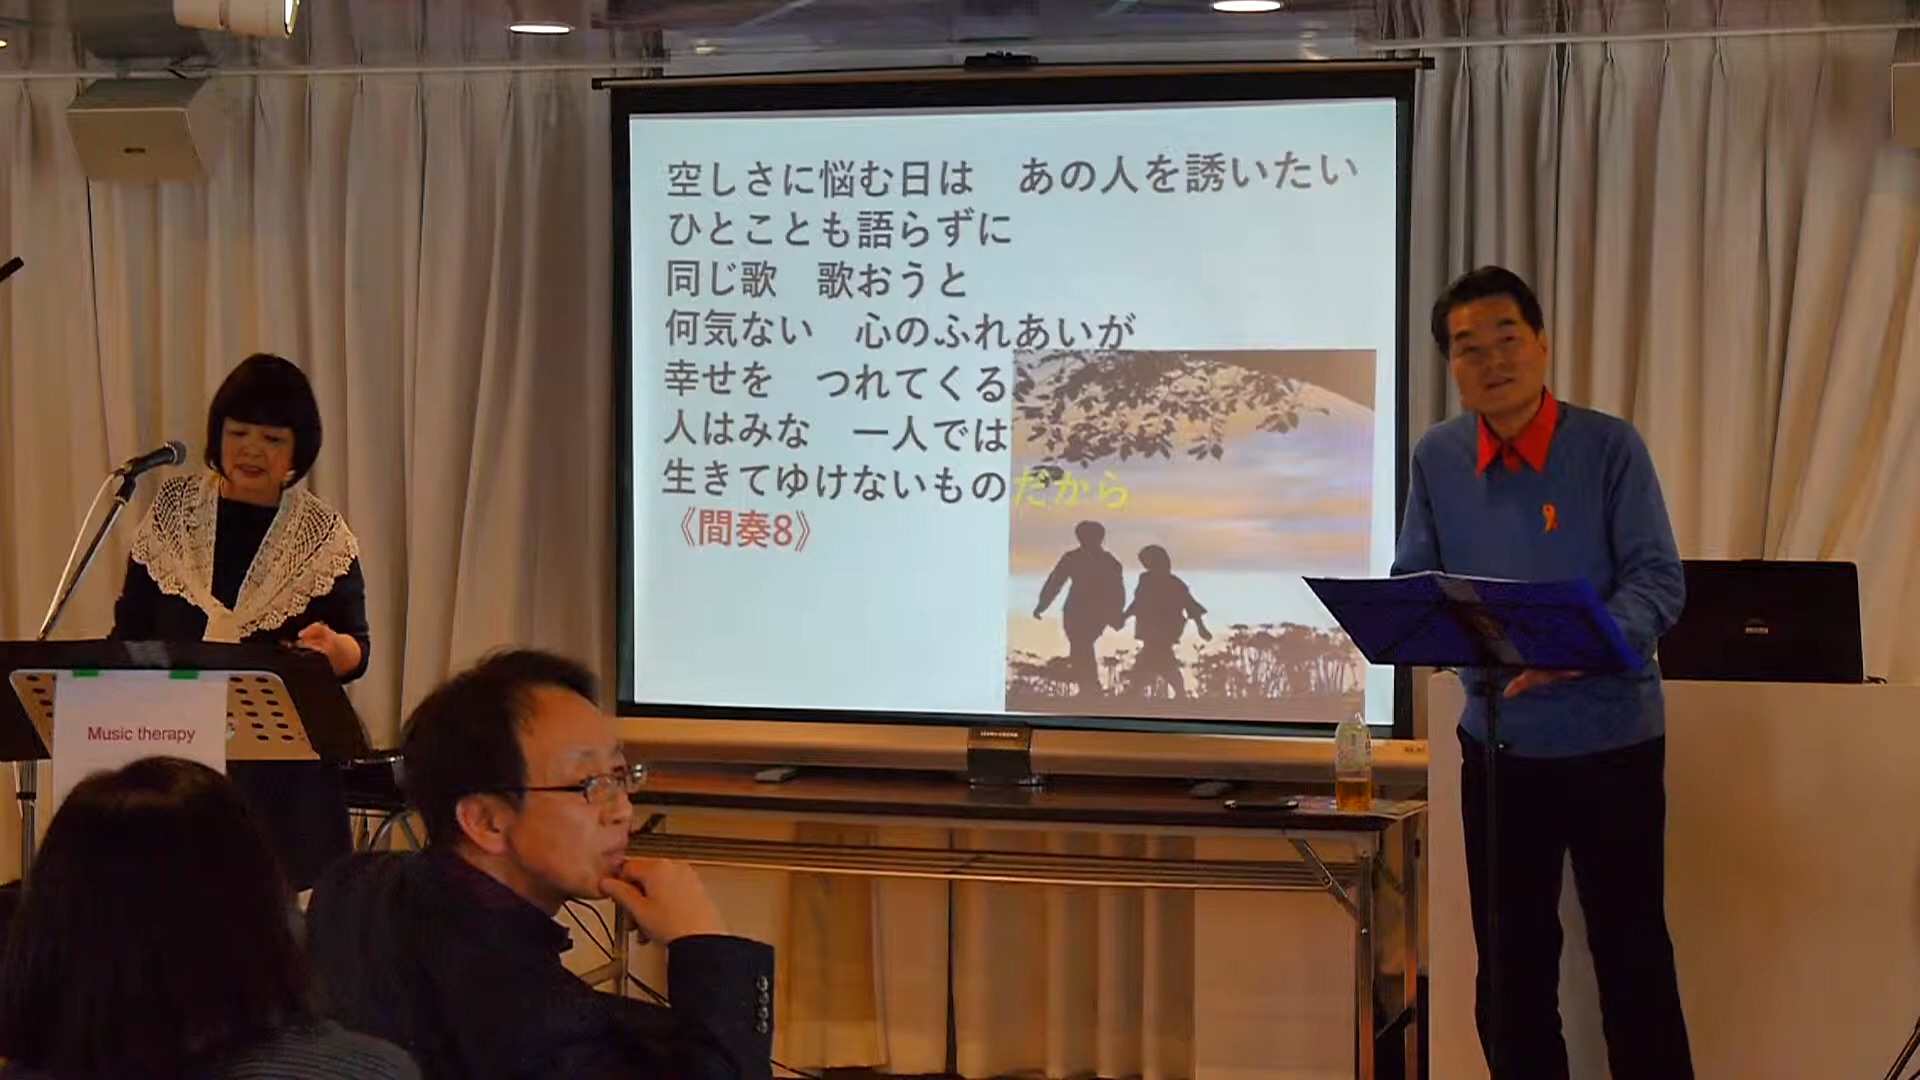 空しさに悩む日は　あの人を誘いたい
ひとことも語らずに
同じ歌　歌おうと
何気ない　心のふれあいが
幸せを　つれてくる
人はみな　一人では
生きてゆけないものだから
《間奏8》
Music therapy